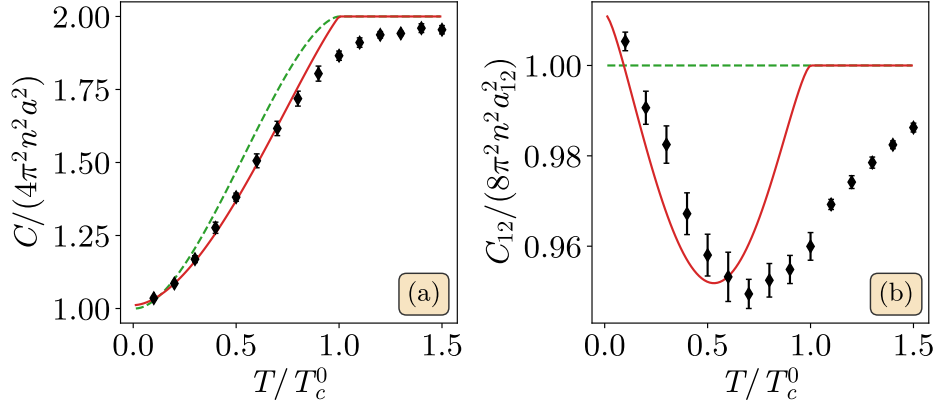 2.00
1.75
1.50
1.25
1.00
C/(4π²n²a²)
0.0 0.5 1.0 1.5
T/ T_c^0
(a)
1.00
0.98
0.96
C₁₂/(8π²n²a₁₂²)
0.0 0.5 1.0 1.5
T/ T_c^0
(b)